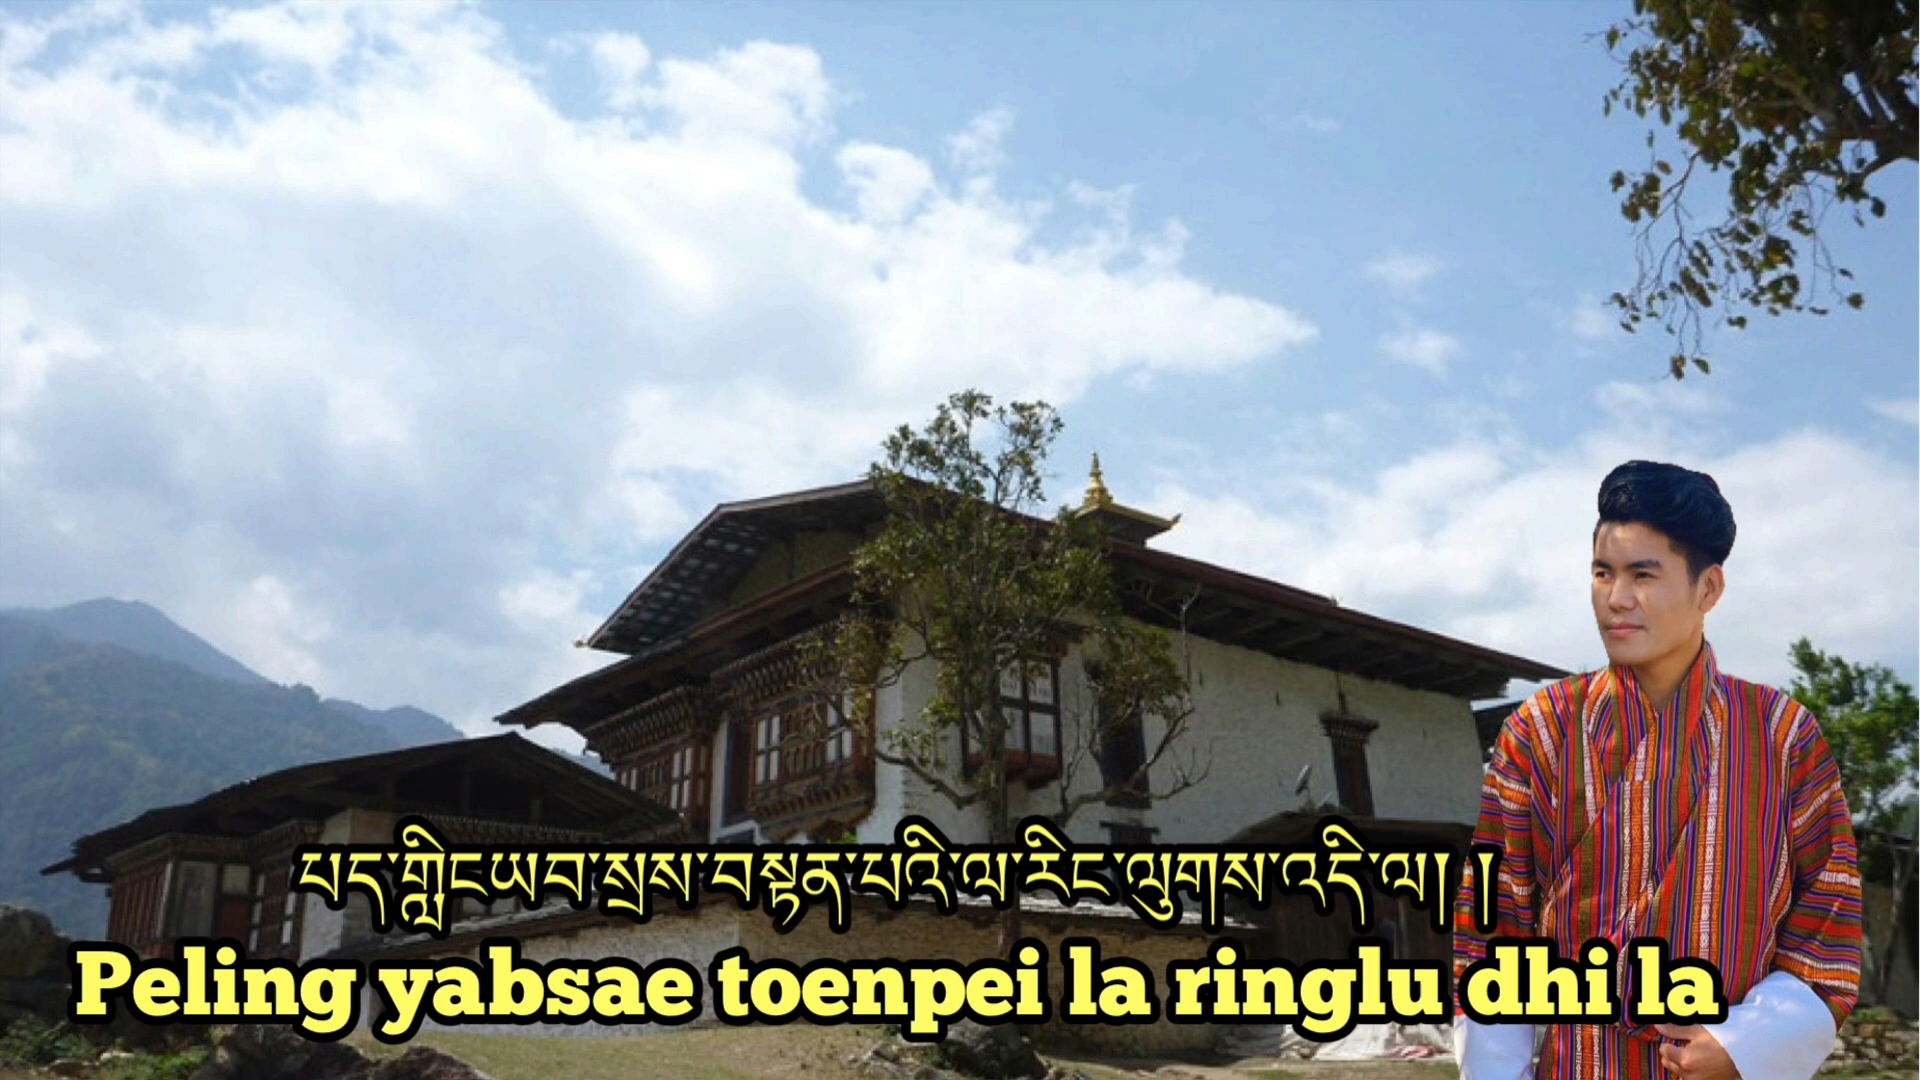 པད་གླིང་ཡབ་སྲས་བསྟན་པའི་ལ་རིང་ལུགས་འདི་ལ། །
Peling yabsae toenpei la ringlu dhi la